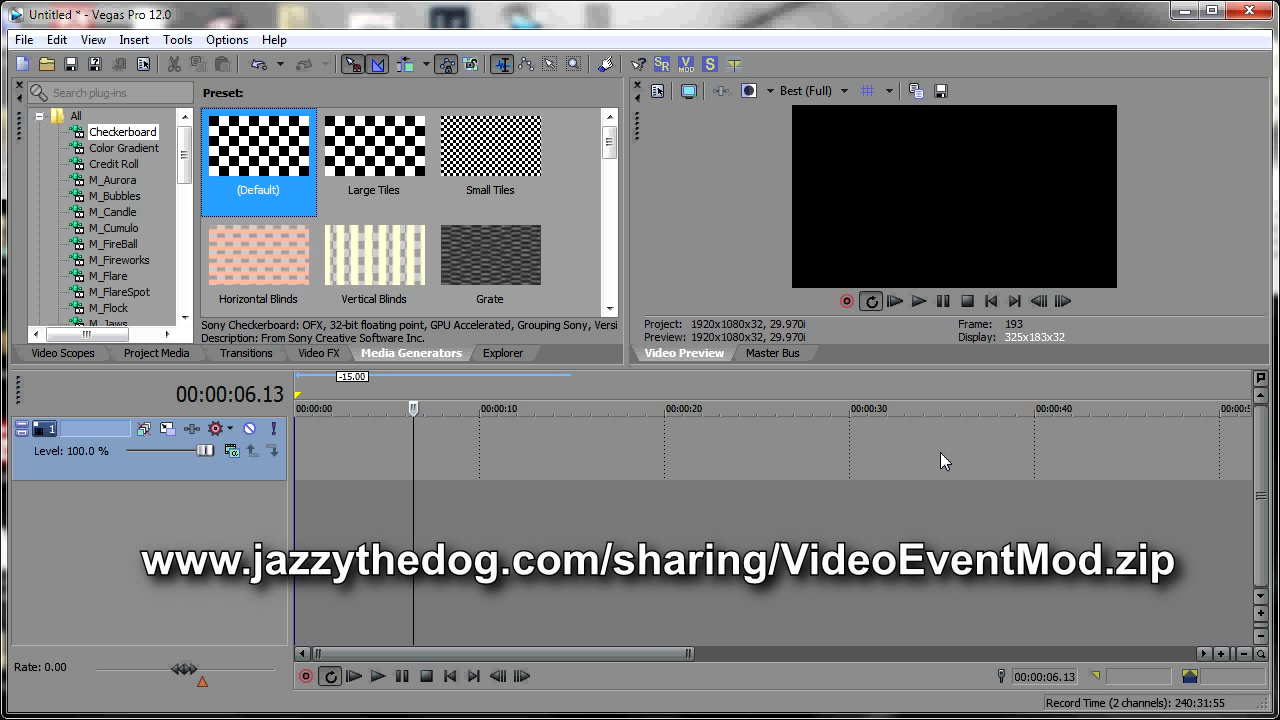 Untitled * - Vegas Pro 12.0
File Edit View Insert Tools Options Help
Search plug-ins
Preset:
Best (Full)
All
Checkerboard
Color Gradient
Credit Roll
M_Aurora
M_Bubbles
M_Candle
M_Cumulo
M_FireBall
M_Fireworks
M_Flare
M_FlareSpot
M_Flock
M_Jaws
(Default) Large Tiles Small Tiles
Horizontal Blinds Vertical Blinds Grate
Sony Checkerboard: OFX, 32-bit floating point, GPU Accelerated, Grouping Sony, Versi
Description: From Sony Creative Software Inc.
Project: 1920x1080x32, 29.970i Frame: 193
Preview: 1920x1080x32, 29.970i Display: 325x183x32
Video Scopes Project Media Transitions Video FX Media Generators Explorer
Video Preview Master Bus
-15.00
00:00:06.13
00:00:00 00:00:10 00:00:20 00:00:30 00:00:40 00:00:5
1
Level: 100.0 %
www.jazzythedog.com/sharing/VideoEventMod.zip
Rate: 0.00
00:00:06.13
Record Time (2 channels): 240:31:55